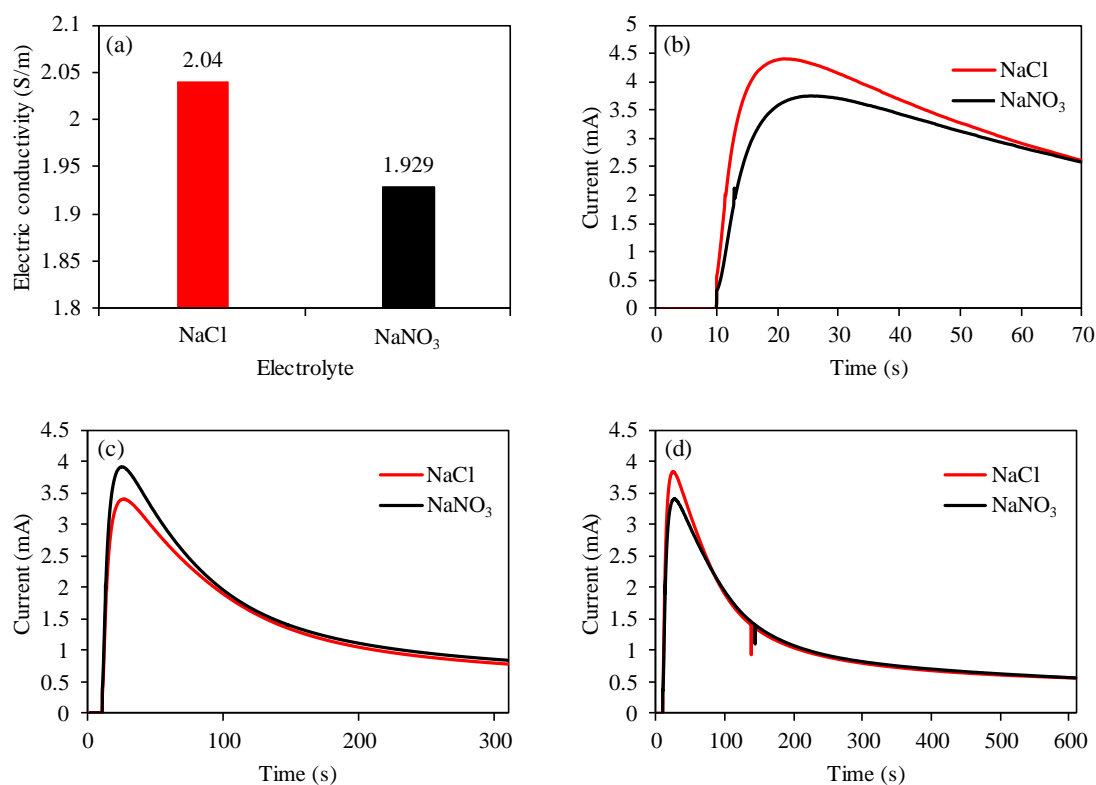 (a)
Electric conductivity (S/m)
2.1
2.05
2
1.95
1.9
1.85
1.8
2.04
1.929
NaCl
NaNO₃
Electrolyte
(b)
Current (mA)
5
4.5
4
3.5
3
2.5
2
1.5
1
0.5
0
NaCl
NaNO₃
0 10 20 30 40 50 60 70
Time (s)
(c)
Current (mA)
4.5
4
3.5
3
2.5
2
1.5
1
0.5
0
NaCl
NaNO₃
0 100 200 300
Time (s)
(d)
Current (mA)
4.5
4
3.5
3
2.5
2
1.5
1
0.5
0
NaCl
NaNO₃
0 100 200 300 400 500 600
Time (s)